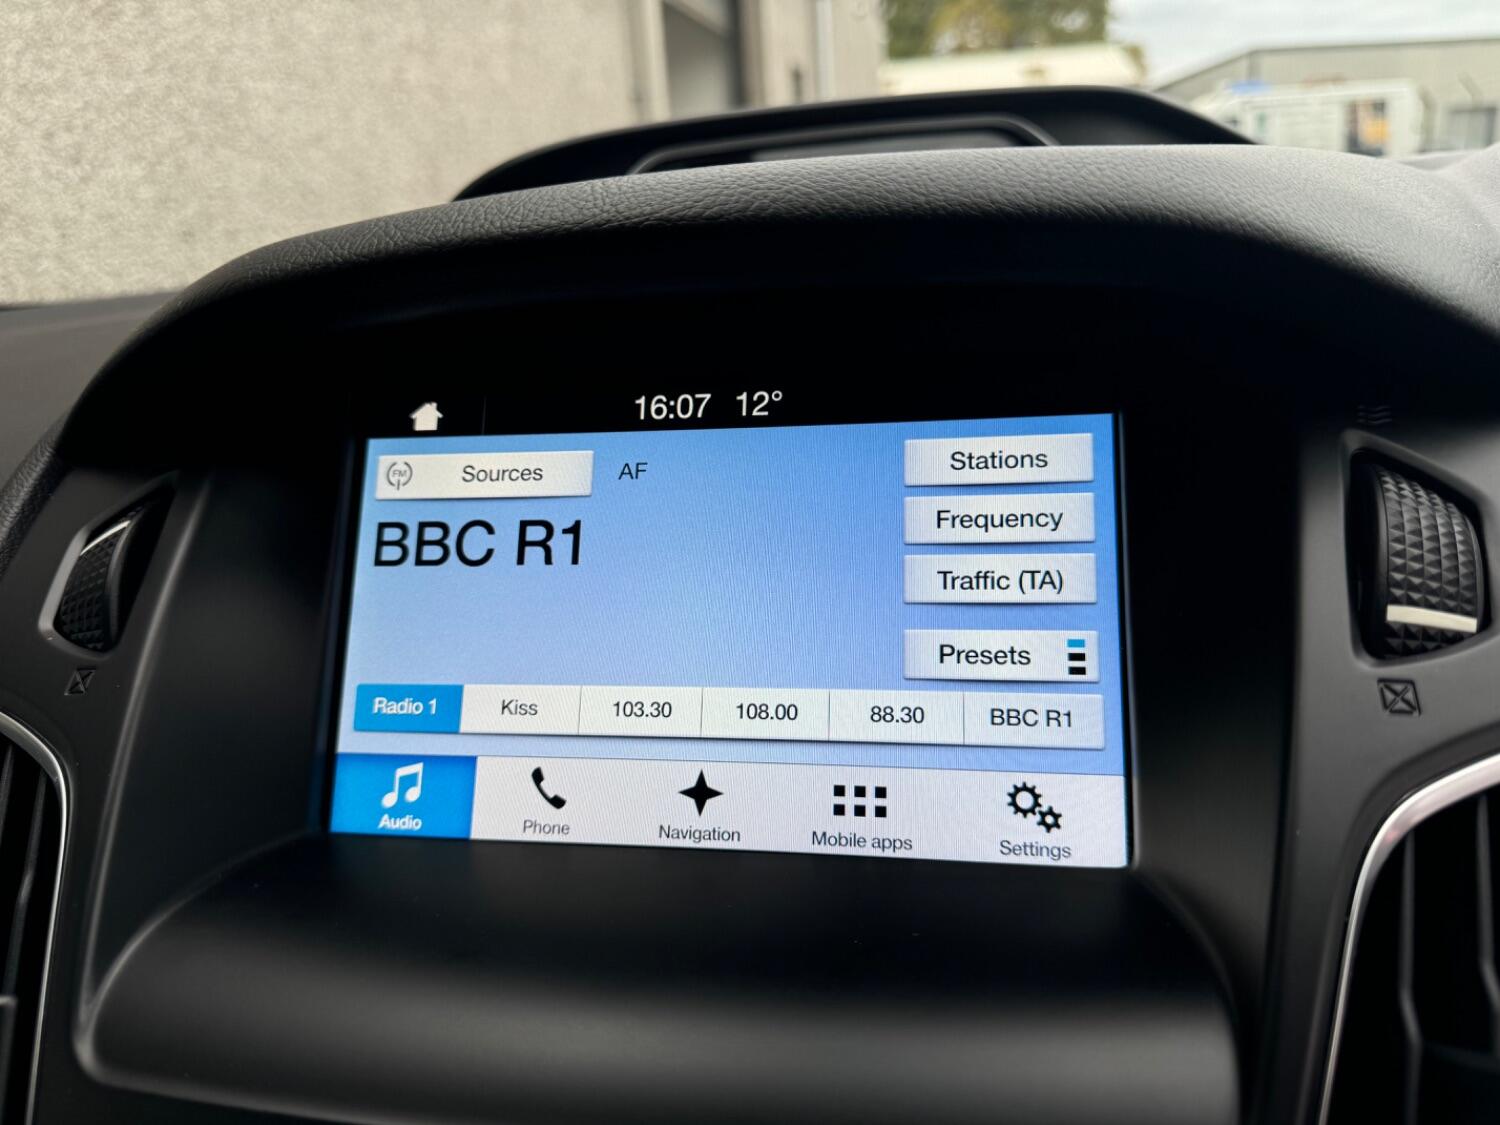 16:07 12°
FM Sources AF
BBC R1
Stations
Frequency
Traffic (TA)
Presets
Radio 1 Kiss 103.30 108.00 88.30 BBC R1
Audio Phone Navigation Mobile apps Settings